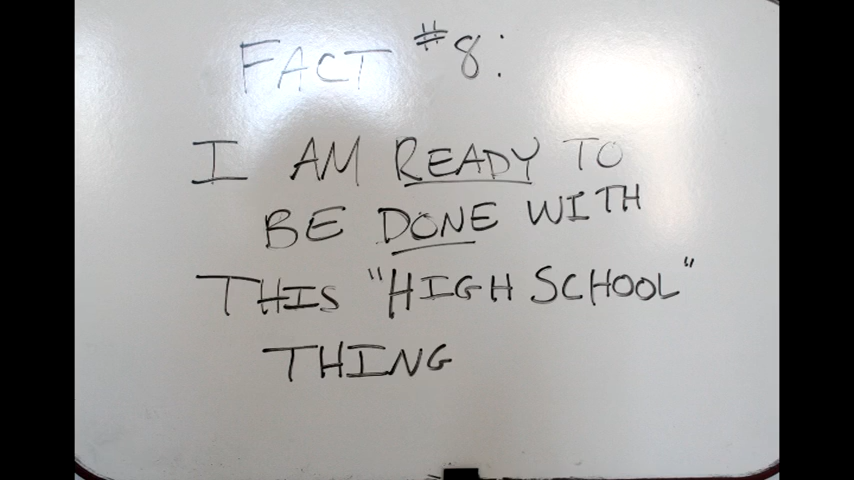 FACT #8:
I AM READY TO
BE DONE WITH
THIS "HIGH SCHOOL"
THING